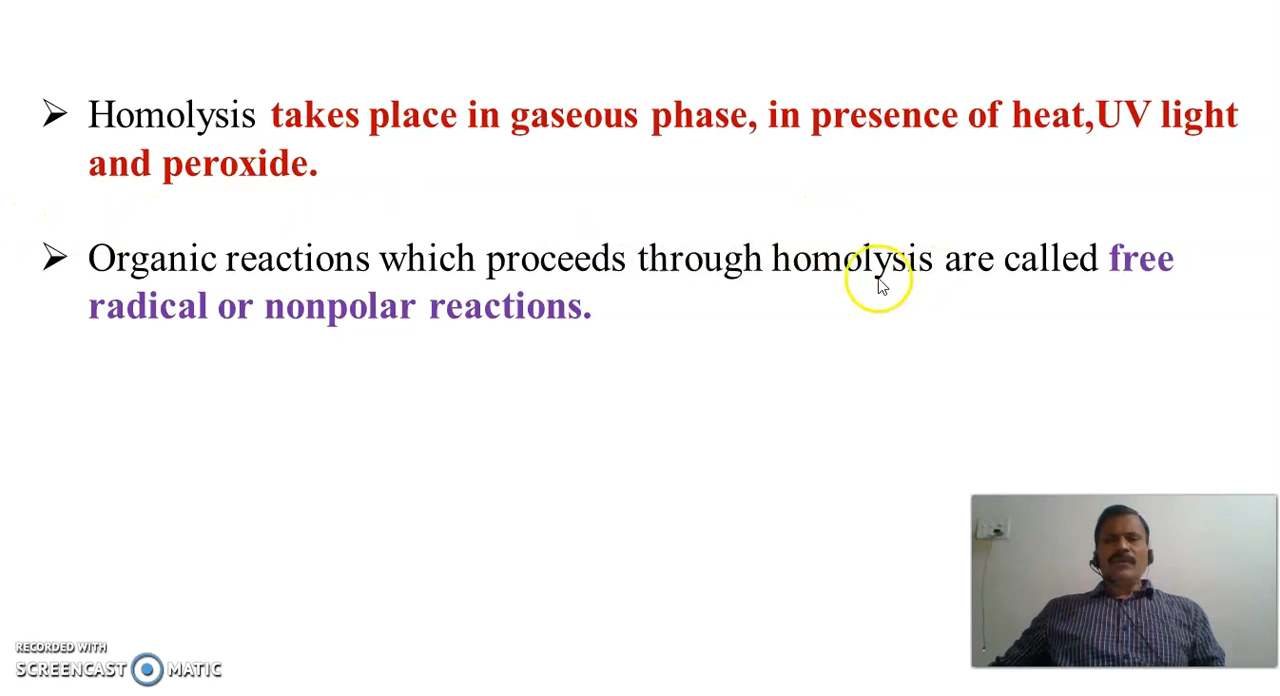 Homolysis takes place in gaseous phase, in presence of heat,UV light
and peroxide.
Organic reactions which proceeds through homolysis are called free
radical or nonpolar reactions.
RECORDED WITH
SCREENCAST MATIC